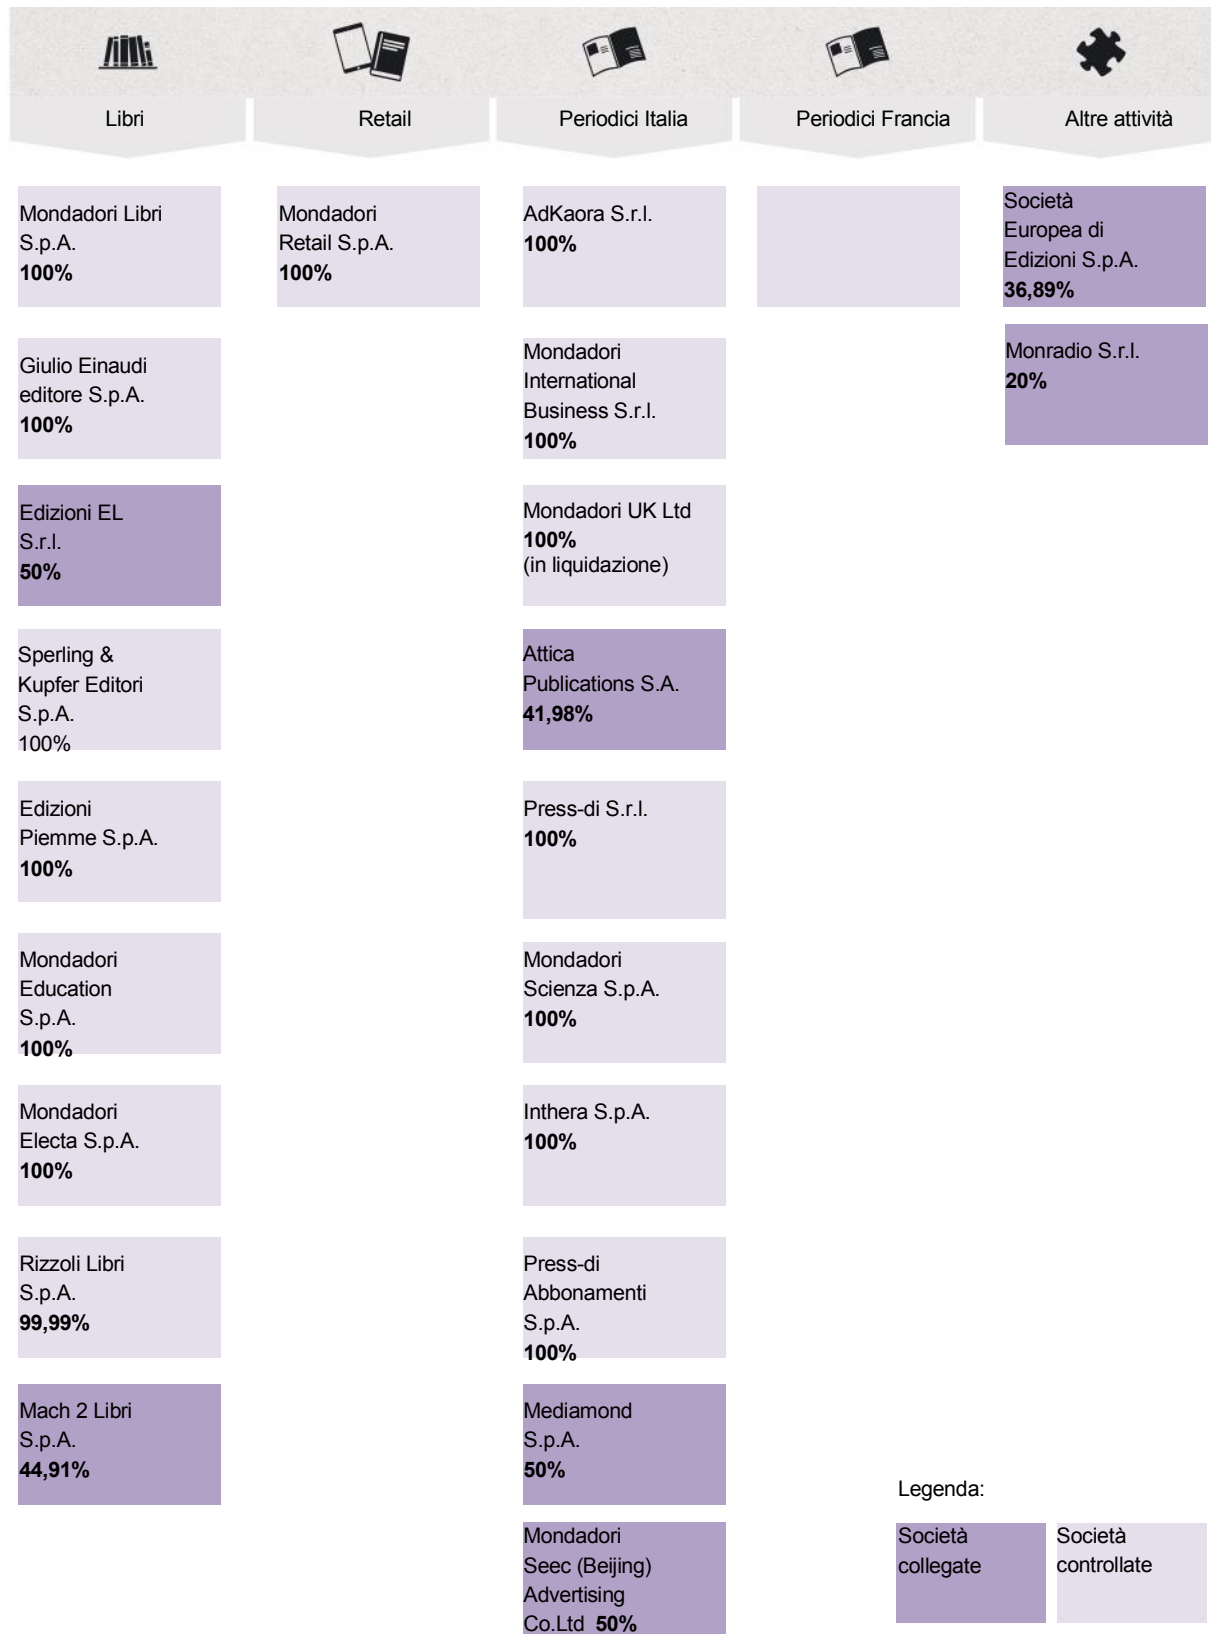 Libri
Retail
Periodici Italia
Periodici Francia
Altre attività
Mondadori Libri
S.p.A.
100%
Giulio Einaudi
editore S.p.A.
100%
Edizioni EL
S.r.l.
50%
Sperling &
Kupfer Editori
S.p.A.
100%
Edizioni
Piemme S.p.A.
100%
Mondadori
Education
S.p.A.
100%
Mondadori
Electa S.p.A.
100%
Rizzoli Libri
S.p.A.
99,99%
Mach 2 Libri
S.p.A.
44,91%
Mondadori
Retail S.p.A.
100%
AdKaora S.r.l.
100%
Mondadori
International
Business S.r.l.
100%
Mondadori UK Ltd
100%
(in liquidazione)
Attica
Publications S.A.
41,98%
Press-di S.r.l.
100%
Mondadori
Scienza S.p.A.
100%
Inthera S.p.A.
100%
Press-di
Abbonamenti
S.p.A.
100%
Mediamond
S.p.A.
50%
Mondadori
Seec (Beijing)
Advertising
Co.Ltd 50%
Società
Europea di
Edizioni S.p.A.
36,89%
Monradio S.r.l.
20%
Legenda:
Società
collegate
Società
controllate